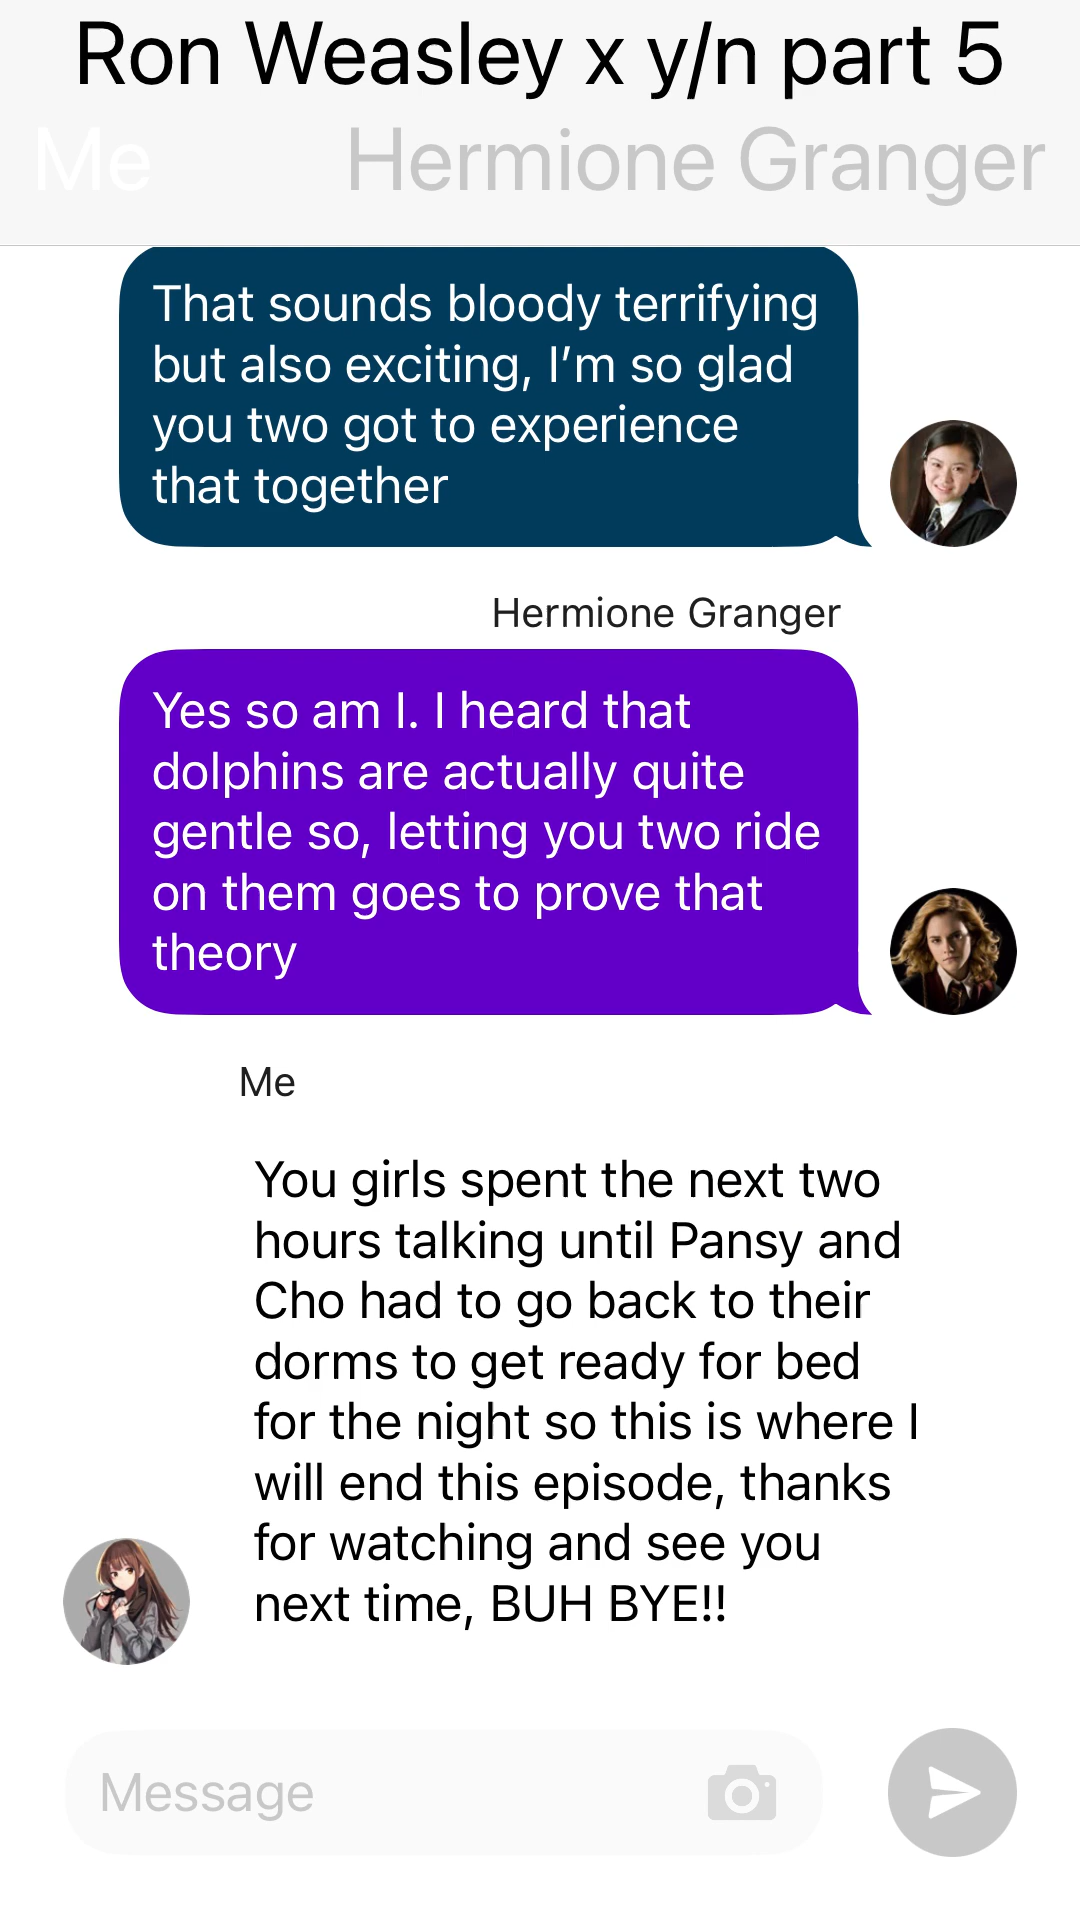 Ron Weasley x y/n part 5
Me Hermione Granger
That sounds bloody terrifying
but also exciting, I’m so glad
you two got to experience
that together
Hermione Granger
Yes so am I. I heard that
dolphins are actually quite
gentle so, letting you two ride
on them goes to prove that
theory
Me
You girls spent the next two
hours talking until Pansy and
Cho had to go back to their
dorms to get ready for bed
for the night so this is where I
will end this episode, thanks
for watching and see you
next time, BUH BYE!!
Message